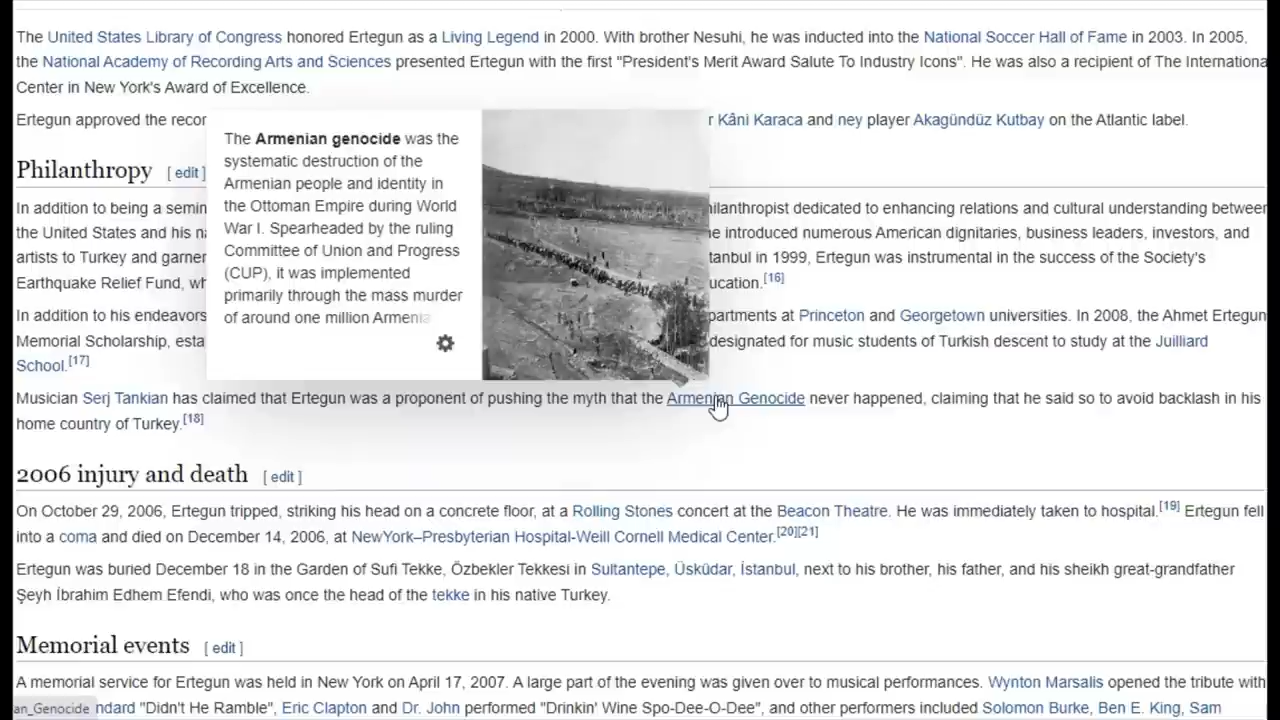 The United States Library of Congress honored Ertegun as a Living Legend in 2000. With brother Nesuhi, he was inducted into the National Soccer Hall of Fame in 2003. In 2005,
the National Academy of Recording Arts and Sciences presented Ertegun with the first "President's Merit Award Salute To Industry Icons". He was also a recipient of The Internationa
Center in New York's Award of Excellence.
Ertegun approved the recor r Kâni Karaca and ney player Akagündüz Kutbay on the Atlantic label.
The Armenian genocide was the
systematic destruction of the
Armenian people and identity in
the Ottoman Empire during World
War I. Spearheaded by the ruling
Committee of Union and Progress
(CUP), it was implemented
primarily through the mass murder
of around one million Armenia
Philanthropy [ edit ]
In addition to being a semin ilanthropist dedicated to enhancing relations and cultural understanding between
the United States and his na e introduced numerous American dignitaries, business leaders, investors, and
artists to Turkey and garner tanbul in 1999, Ertegun was instrumental in the success of the Society's
Earthquake Relief Fund, wh ucation.[16]
In addition to his endeavors partments at Princeton and Georgetown universities. In 2008, the Ahmet Ertegun
Memorial Scholarship, esta designated for music students of Turkish descent to study at the Juilliard
School.[17]
Musician Serj Tankian has claimed that Ertegun was a proponent of pushing the myth that the Armenian Genocide never happened, claiming that he said so to avoid backlash in his
home country of Turkey.[18]
2006 injury and death [ edit ]
On October 29, 2006, Ertegun tripped, striking his head on a concrete floor, at a Rolling Stones concert at the Beacon Theatre. He was immediately taken to hospital.[19] Ertegun fell
into a coma and died on December 14, 2006, at NewYork–Presbyterian Hospital-Weill Cornell Medical Center.[20][21]
Ertegun was buried December 18 in the Garden of Sufi Tekke, Özbekler Tekkesi in Sultantepe, Üsküdar, İstanbul, next to his brother, his father, and his sheikh great-grandfather
Şeyh İbrahim Edhem Efendi, who was once the head of the tekke in his native Turkey.
Memorial events [ edit ]
A memorial service for Ertegun was held in New York on April 17, 2007. A large part of the evening was given over to musical performances. Wynton Marsalis opened the tribute with
an_Genocide ndard "Didn't He Ramble", Eric Clapton and Dr. John performed "Drinkin' Wine Spo-Dee-O-Dee", and other performers included Solomon Burke, Ben E. King, Sam